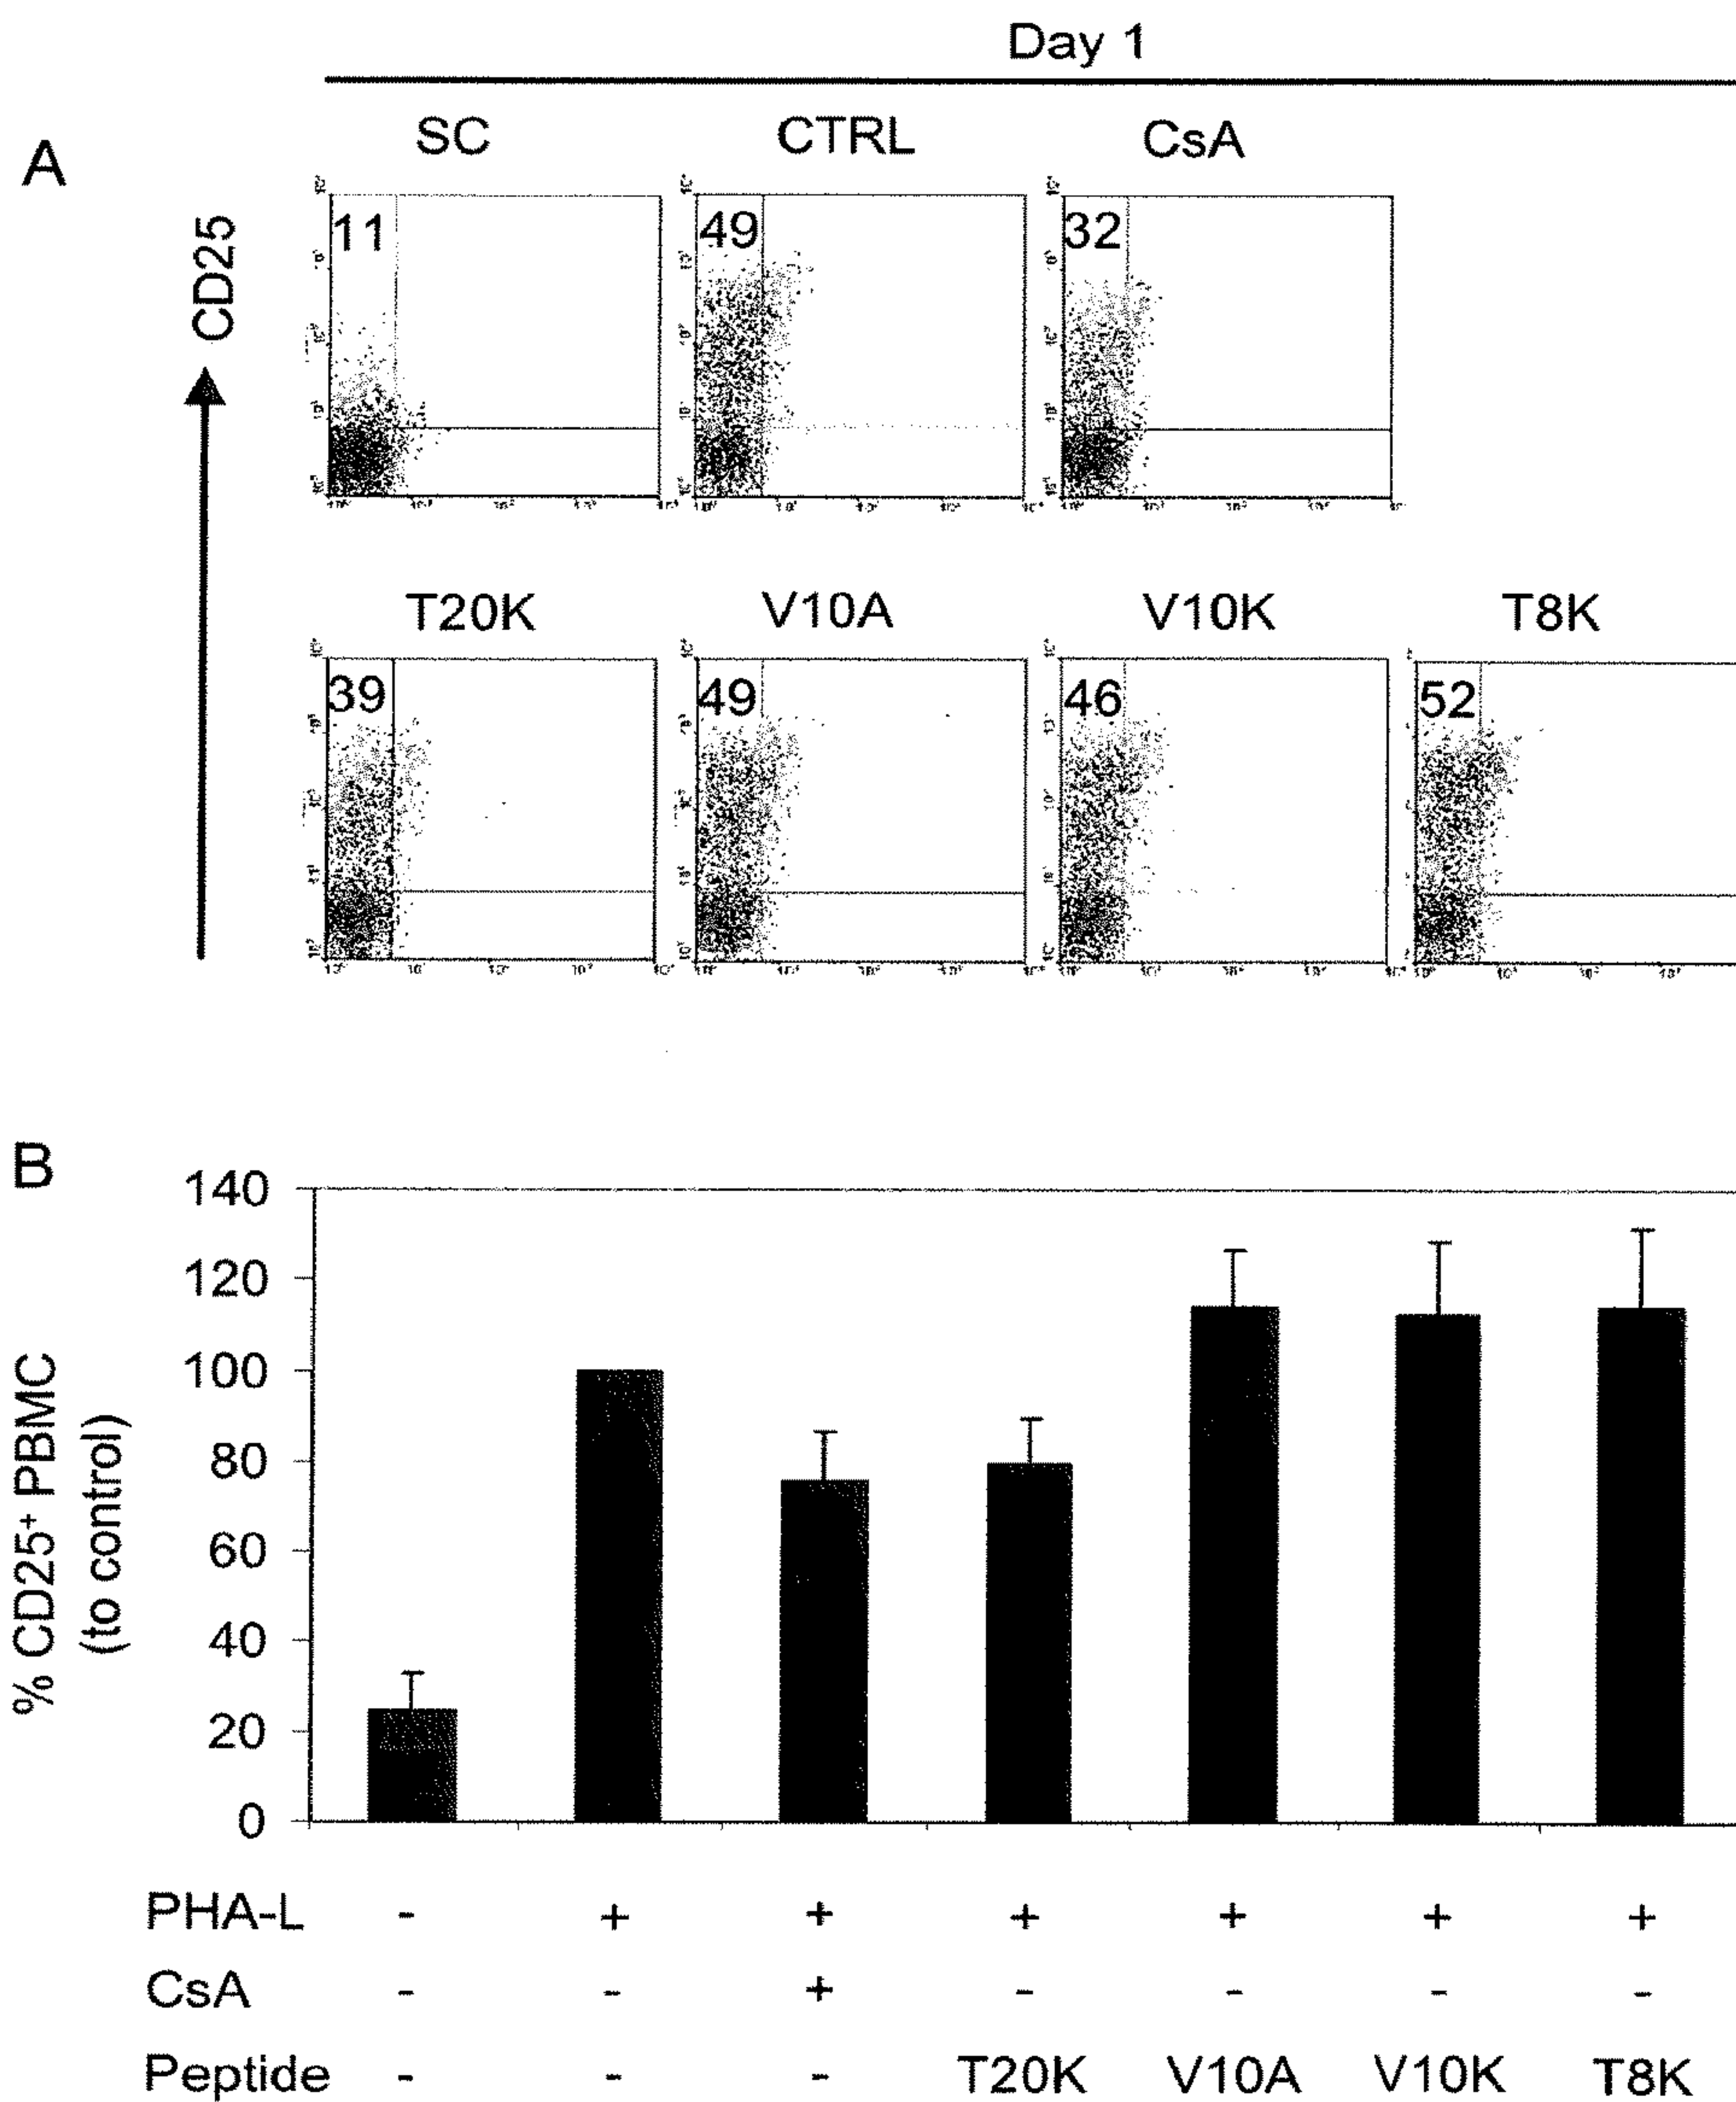 Day 1
A
SC CTRL CsA
CD25
11 49 32
T20K V10A V10K T8K
39 49 46 52
B
% CD25⁺ PBMC
(to control)
140
120
100
80
60
40
20
0
PHA-L - + + + + + +
CsA - - + - - - -
Peptide - - - T20K V10A V10K T8K